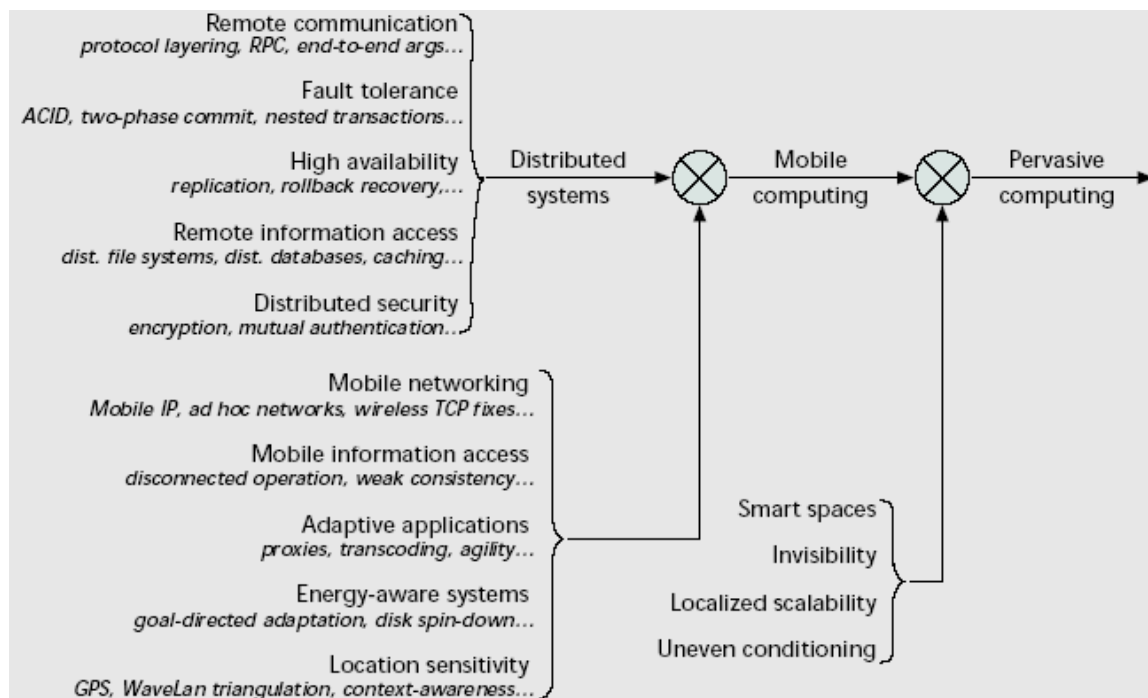 Remote communication
protocol layering, RPC, end-to-end args...
Fault tolerance
ACID, two-phase commit, nested transactions...
High availability
replication, rollback recovery,...
Remote information access
dist. file systems, dist. databases, caching...
Distributed security
encryption, mutual authentication...
Distributed
systems
Mobile
computing
Pervasive
computing
Mobile networking
Mobile IP, ad hoc networks, wireless TCP fixes...
Mobile information access
disconnected operation, weak consistency...
Adaptive applications
proxies, transcoding, agility...
Energy-aware systems
goal-directed adaptation, disk spin-down...
Location sensitivity
GPS, WaveLan triangulation, context-awareness...
Smart spaces
Invisibility
Localized scalability
Uneven conditioning